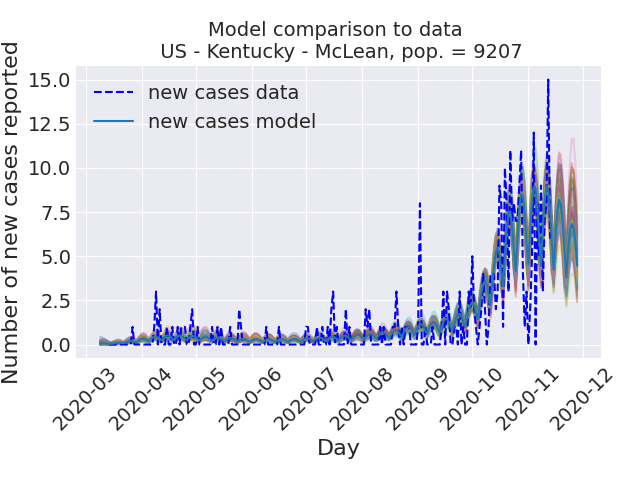 Model comparison to data
US - Kentucky - McLean, pop. = 9207
Number of new cases reported
15.0
12.5
10.0
7.5
5.0
2.5
0.0
new cases data
new cases model
2020-03
2020-04
2020-05
2020-06
2020-07
2020-08
2020-09
2020-10
2020-11
2020-12
Day